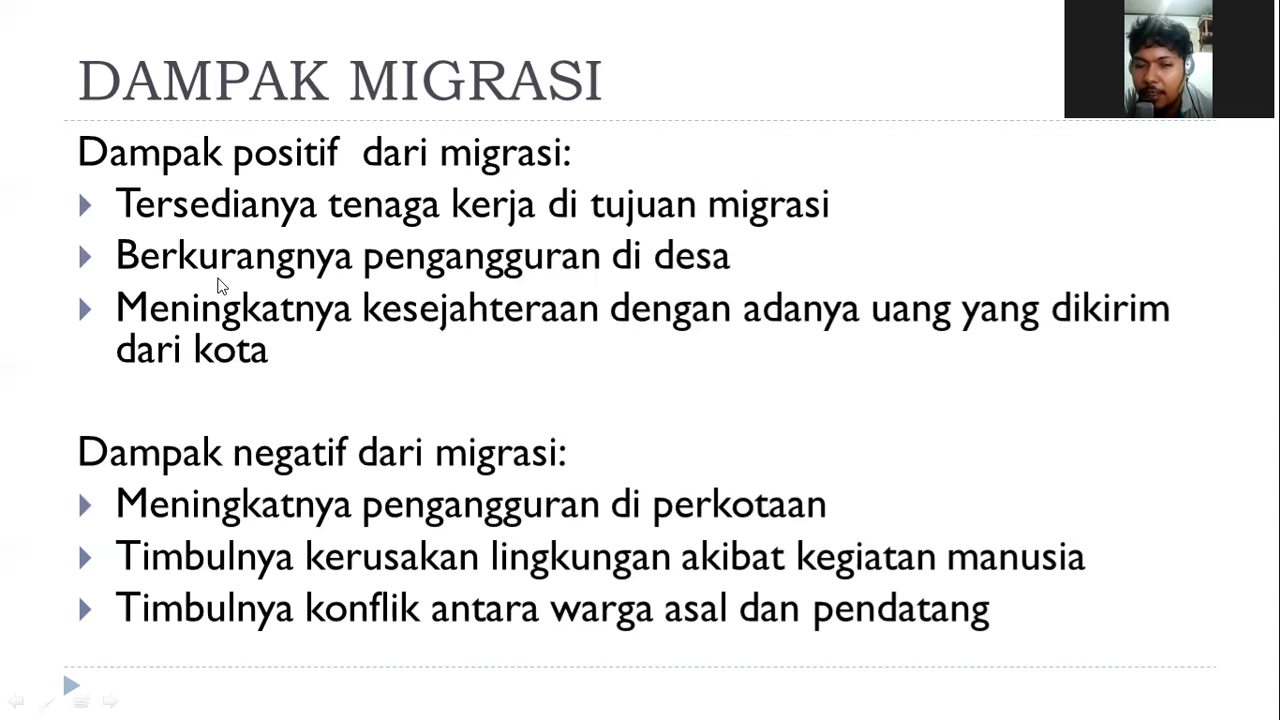 DAMPAK MIGRASI
Dampak positif  dari migrasi:
Tersedianya tenaga kerja di tujuan migrasi
Berkurangnya pengangguran di desa
Meningkatnya kesejahteraan dengan adanya uang yang dikirim
dari kota
Dampak negatif dari migrasi:
Meningkatnya pengangguran di perkotaan
Timbulnya kerusakan lingkungan akibat kegiatan manusia
Timbulnya konflik antara warga asal dan pendatang